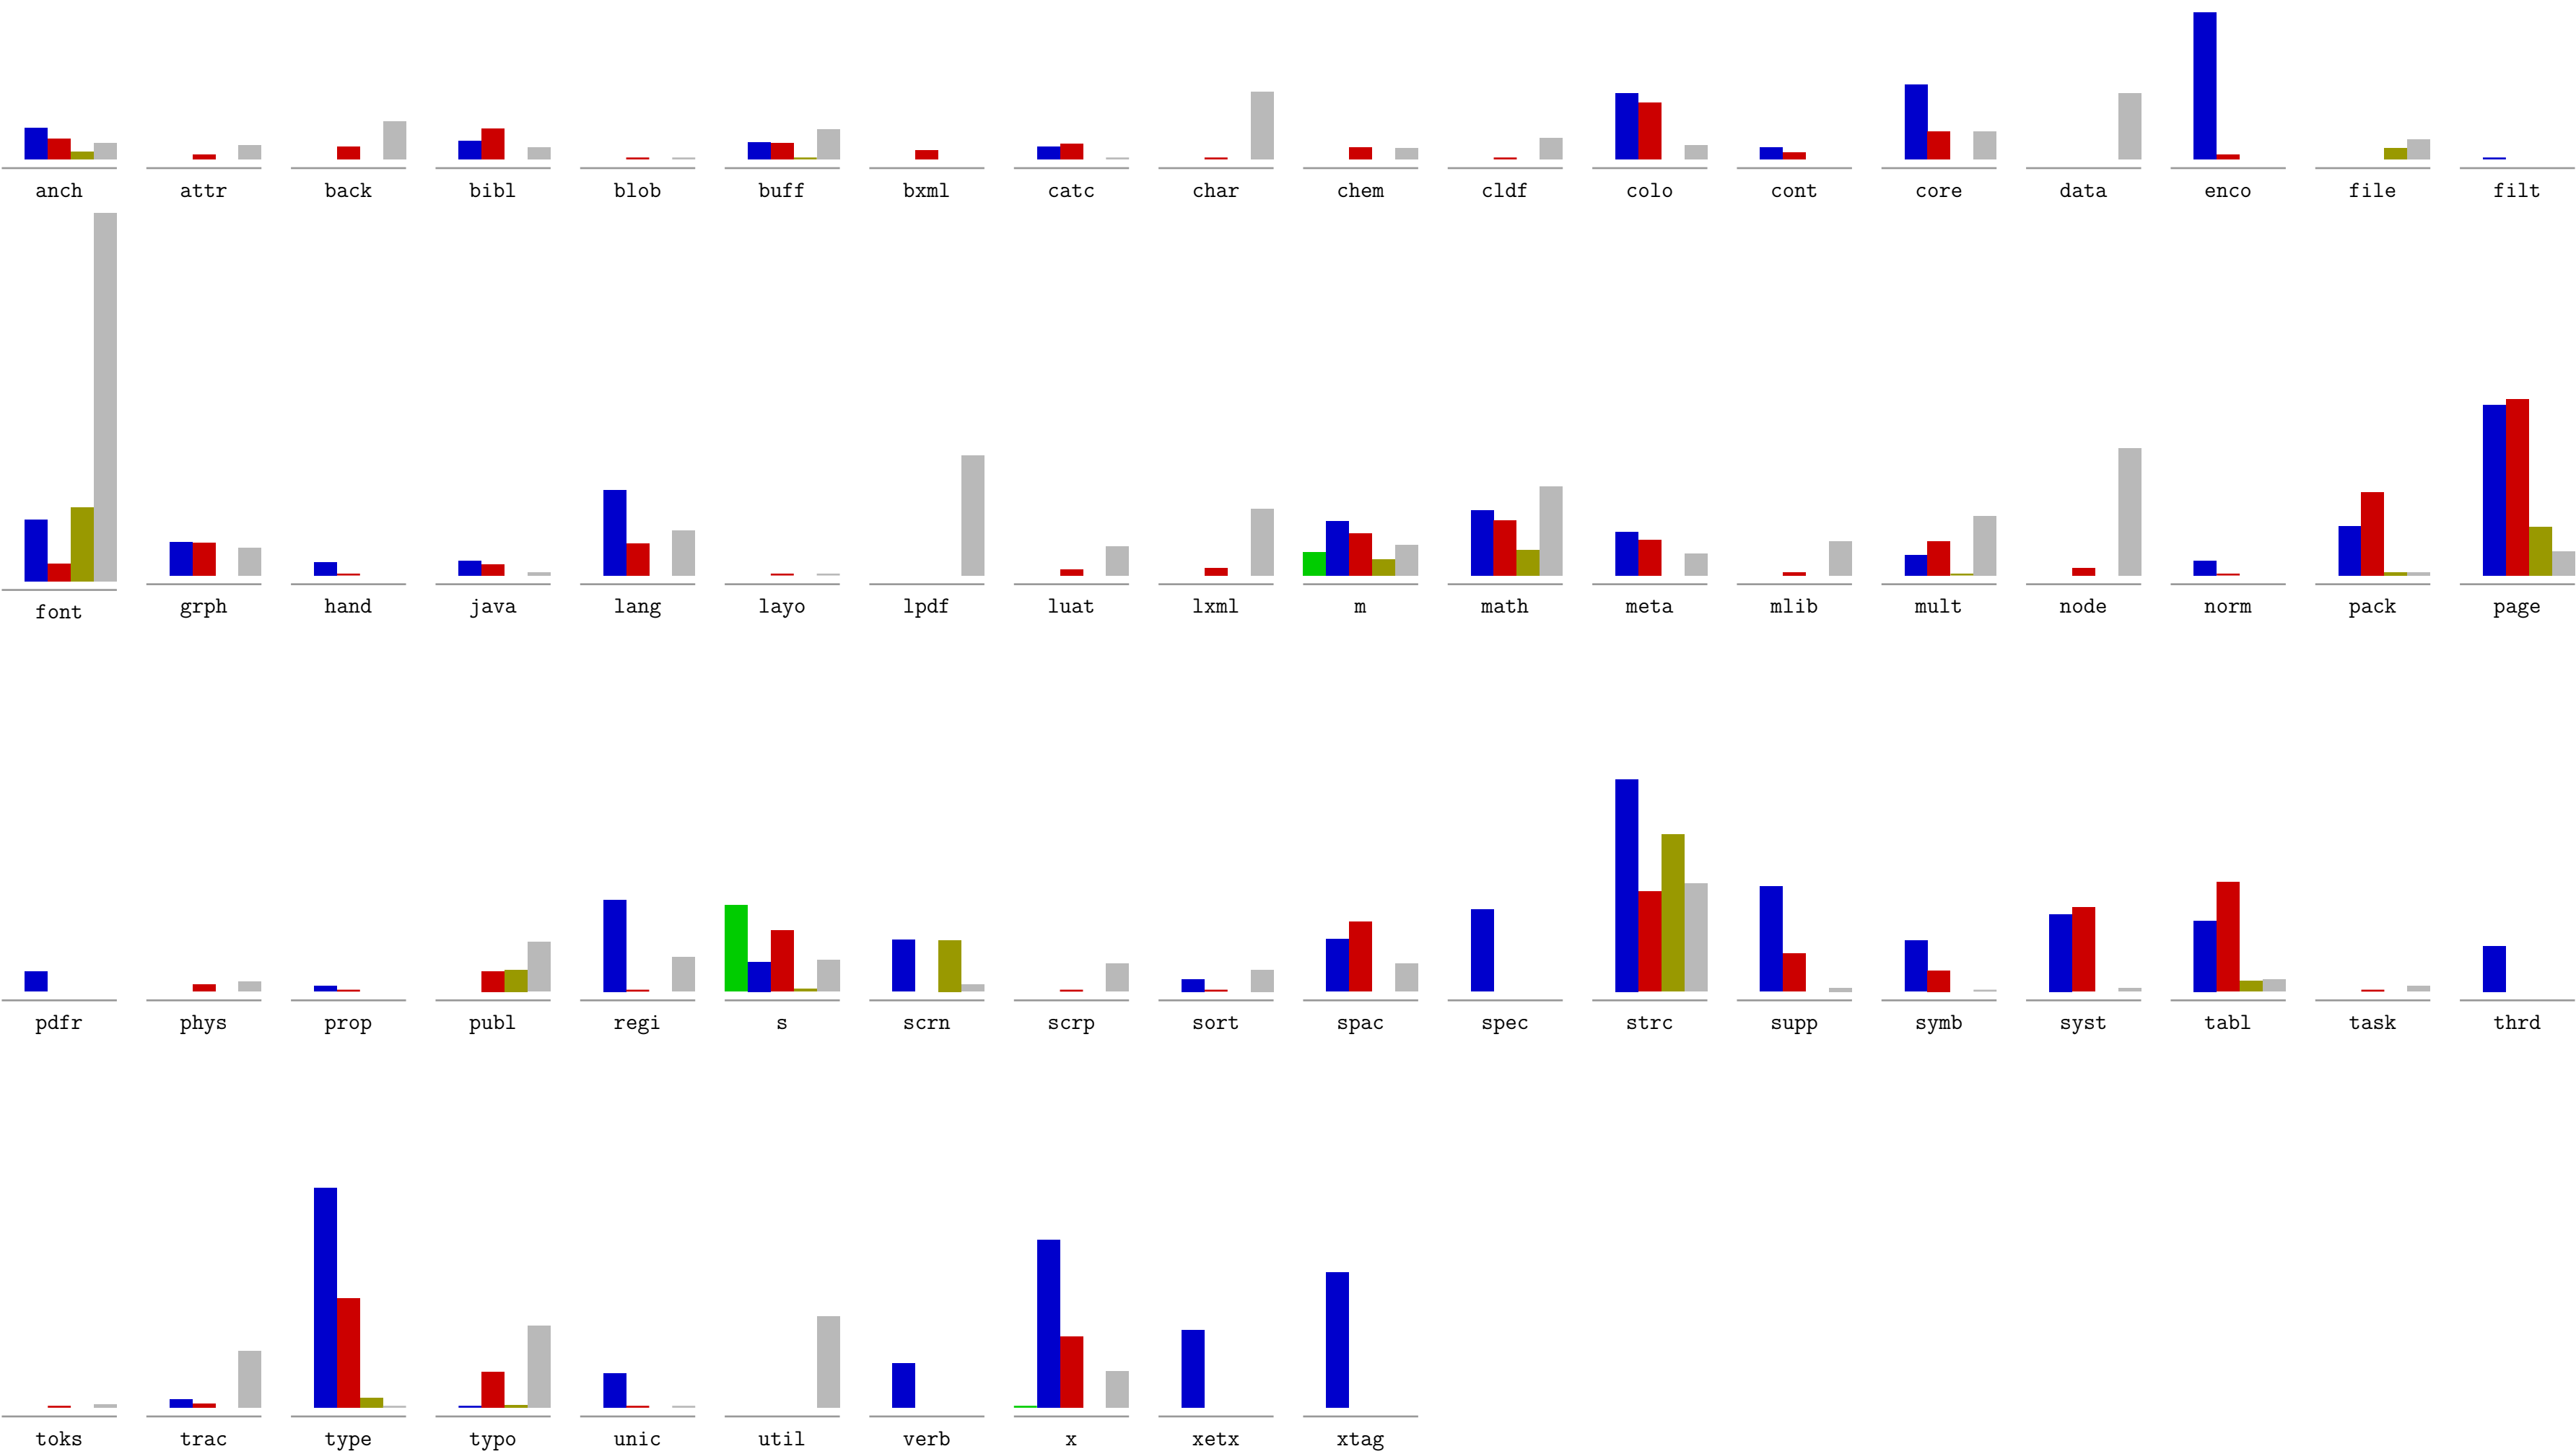 anch attr back bibl blob buff bxml catc char chem cldf colo cont core data enco file filt
font grph hand java lang layo lpdf luat lxml m math meta mlib mult node norm pack page
pdfr phys prop publ regi s scrn scrp sort spac spec strc supp symb syst tabl task thrd
toks trac type typo unic util verb x xetx xtag